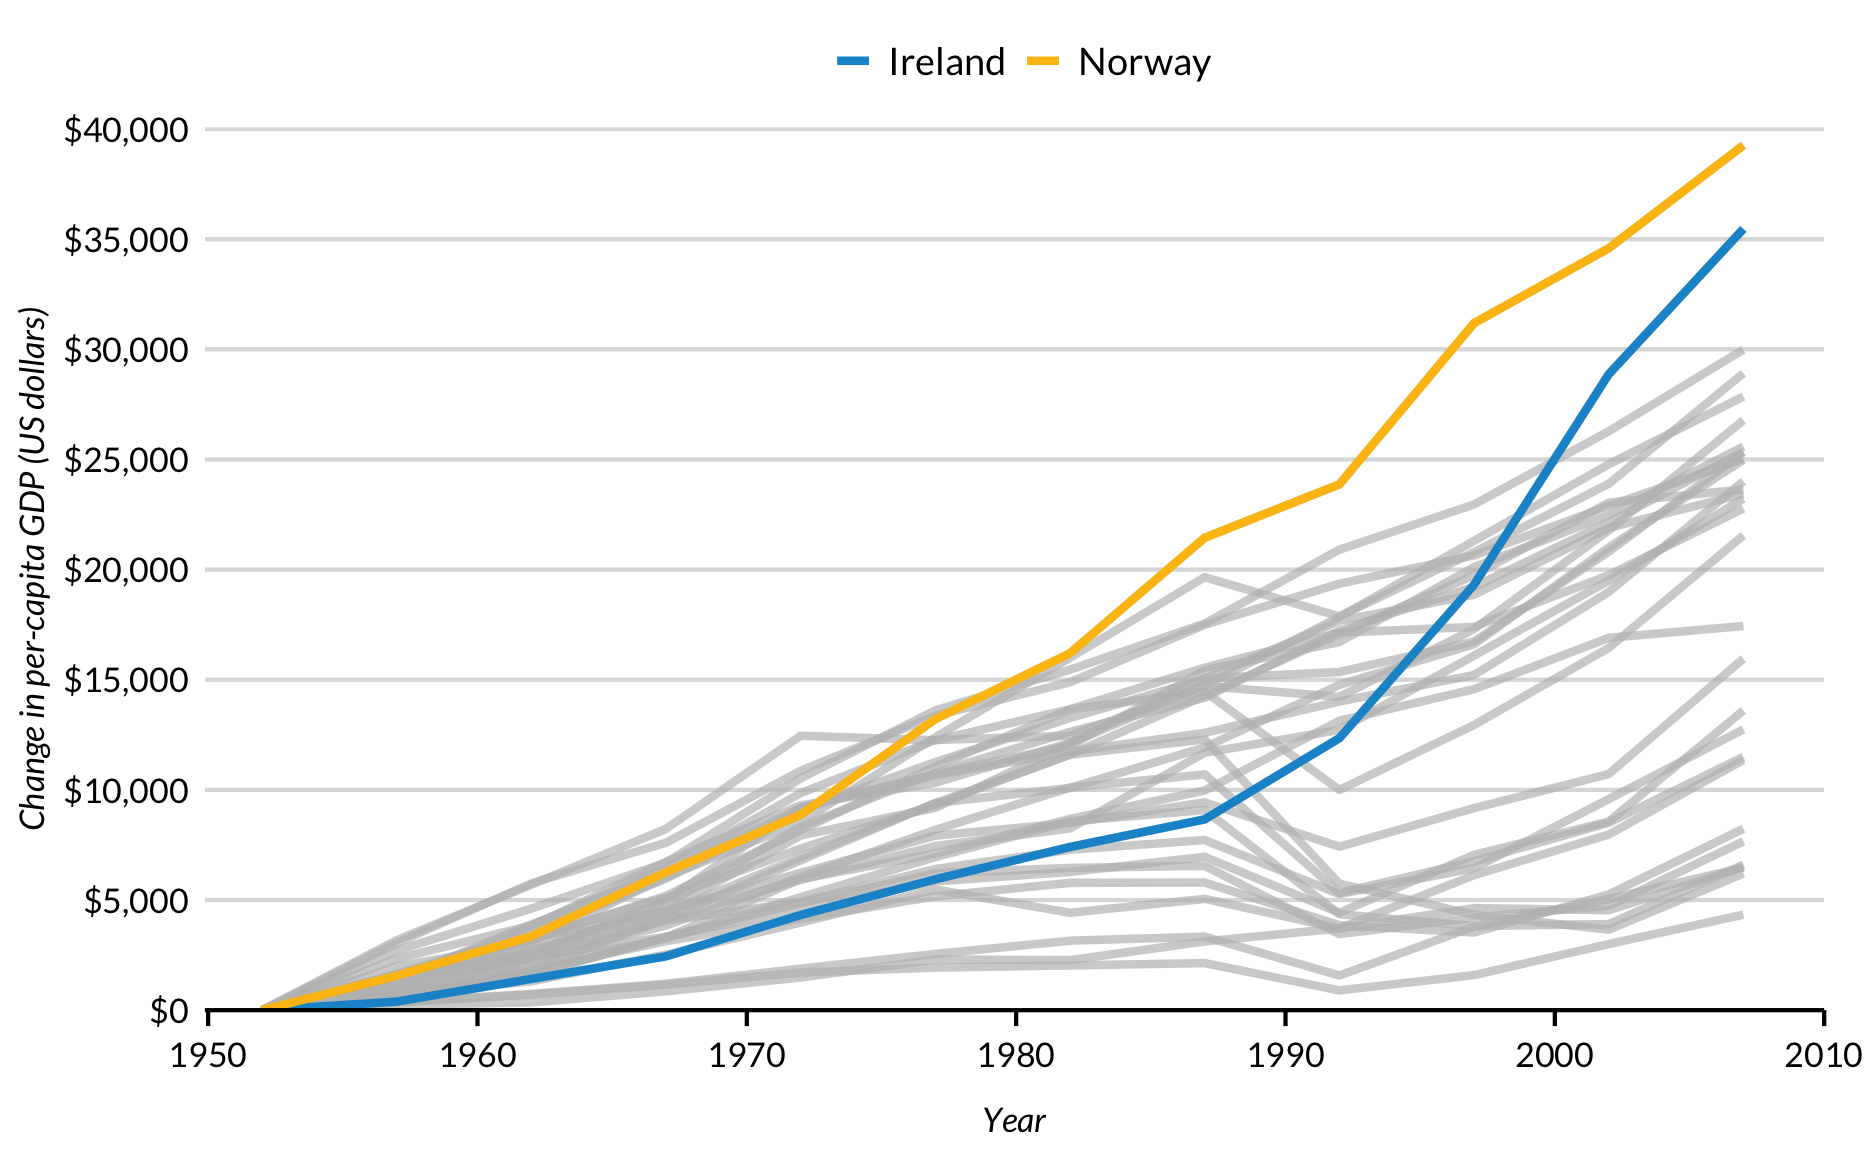 Ireland Norway
$40,000
$35,000
$30,000
$25,000
$20,000
$15,000
$10,000
$5,000
$0
Change in per-capita GDP (US dollars)
1950 1960 1970 1980 1990 2000 2010
Year